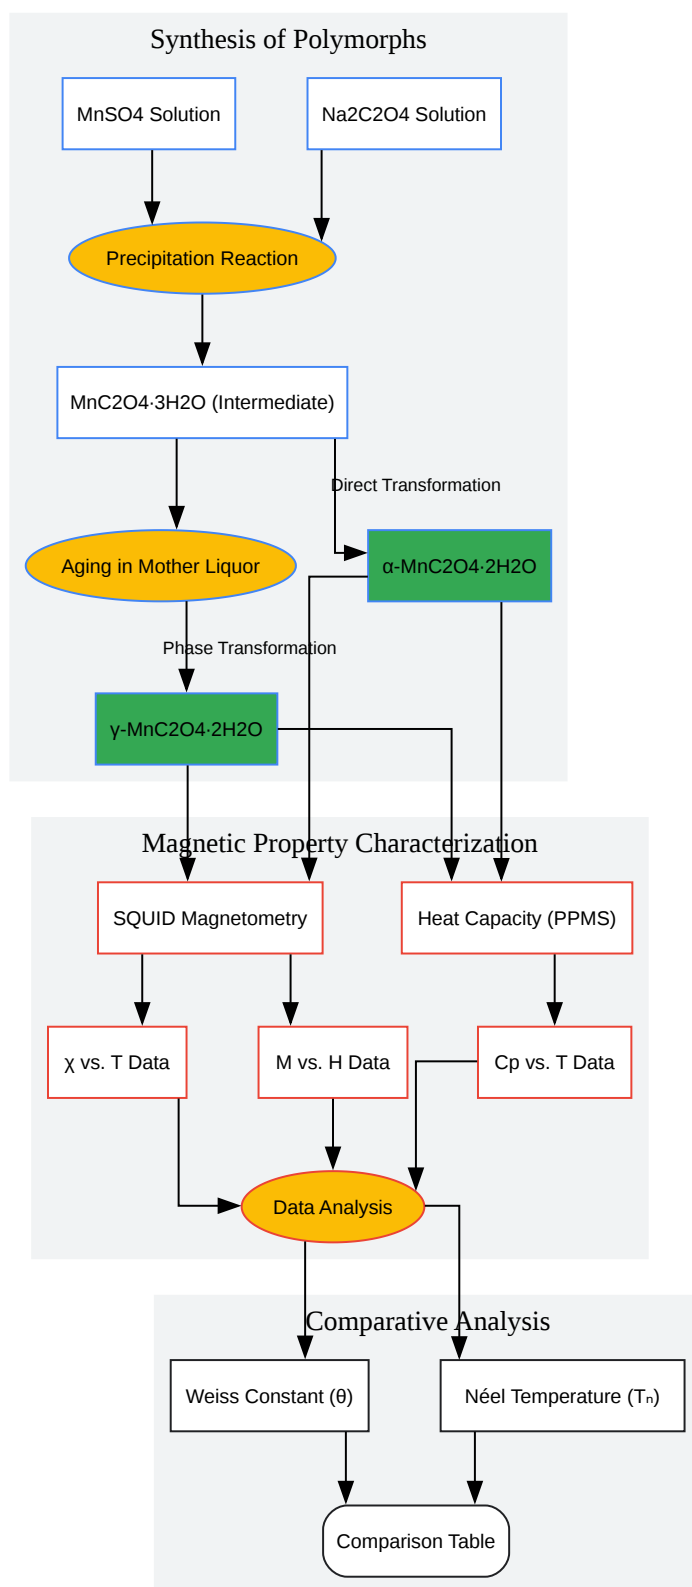 Synthesis of Polymorphs
MnSO4 Solution
Na2C2O4 Solution
Precipitation Reaction
MnC2O4·3H2O (Intermediate)
Direct Transformation
Aging in Mother Liquor
α-MnC2O4·2H2O
Phase Transformation
γ-MnC2O4·2H2O
Magnetic Property Characterization
SQUID Magnetometry
Heat Capacity (PPMS)
χ vs. T Data
M vs. H Data
Cp vs. T Data
Data Analysis
Comparative Analysis
Weiss Constant (θ)
Néel Temperature (Tₙ)
Comparison Table